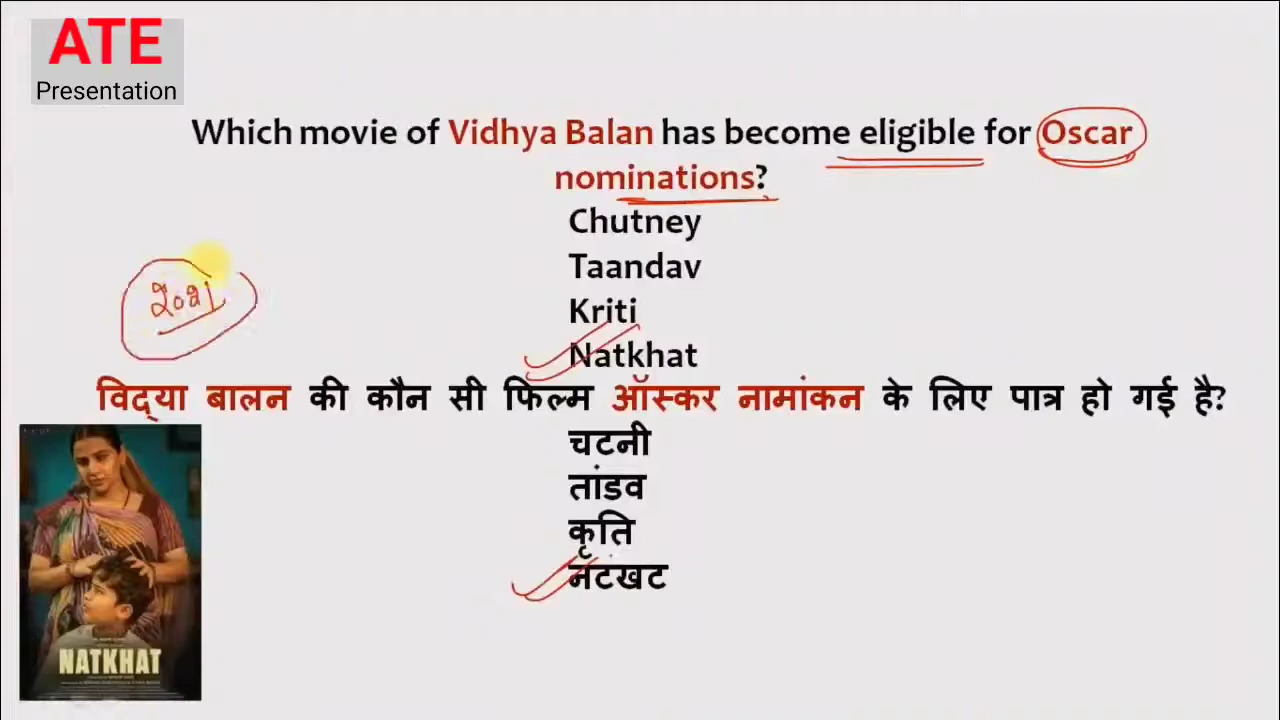 ATE
Presentation
Which movie of Vidhya Balan has become eligible for Oscar
nominations?
Chutney
Taandav
Kriti
Natkhat
2021
विद्या बालन की कौन सी फिल्म ऑस्कर नामांकन के लिए पात्र हो गई है?
चटनी
तांडव
कृति
नटखट
NATKHAT